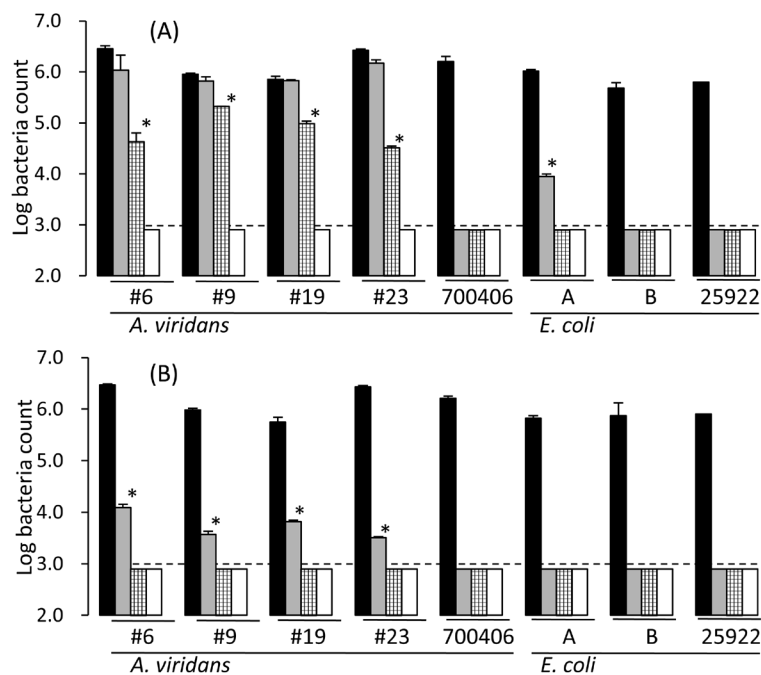 (A)
Log bacteria count
7.0
6.0
5.0
4.0
3.0
2.0
* * * * *
#6 #9 #19 #23 700406 A B 25922
A. viridans E. coli
(B)
Log bacteria count
7.0
6.0
5.0
4.0
3.0
2.0
* * * *
#6 #9 #19 #23 700406 A B 25922
A. viridans E. coli